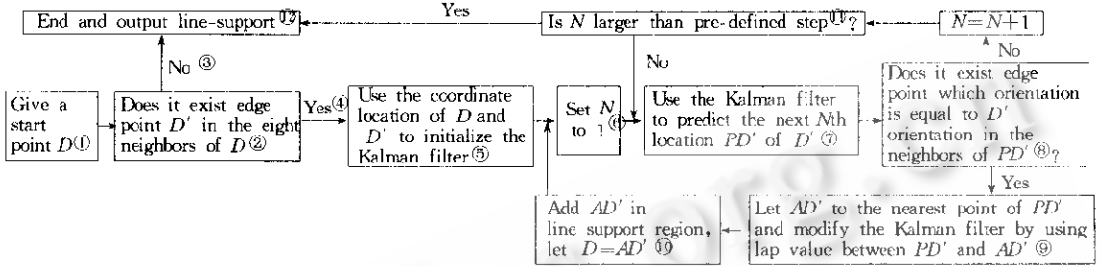 End and output line-support⑫
Yes
Is N larger than pre-defined step⑪?
N=N+1
No ③
No
No
Give a
start
point D①
Does it exist edge
point D′ in the eight
neighbors of D②
Yes④
Use the coordinate
location of D and
D′ to initialize the
Kalman filter⑤
Set N
to 1⑥
Use the Kalman filter
to predict the next Nth
location PD′ of D′⑦
Does it exist edge
point which orientation
is equal to D′
orientation in the
neighbors of PD′⑧?
Yes
Add AD′ in
line support region,
let D=AD′ ⑩
Let AD′ to the nearest point of PD′
and modify the Kalman filter by using
lap value between PD′ and AD′⑨